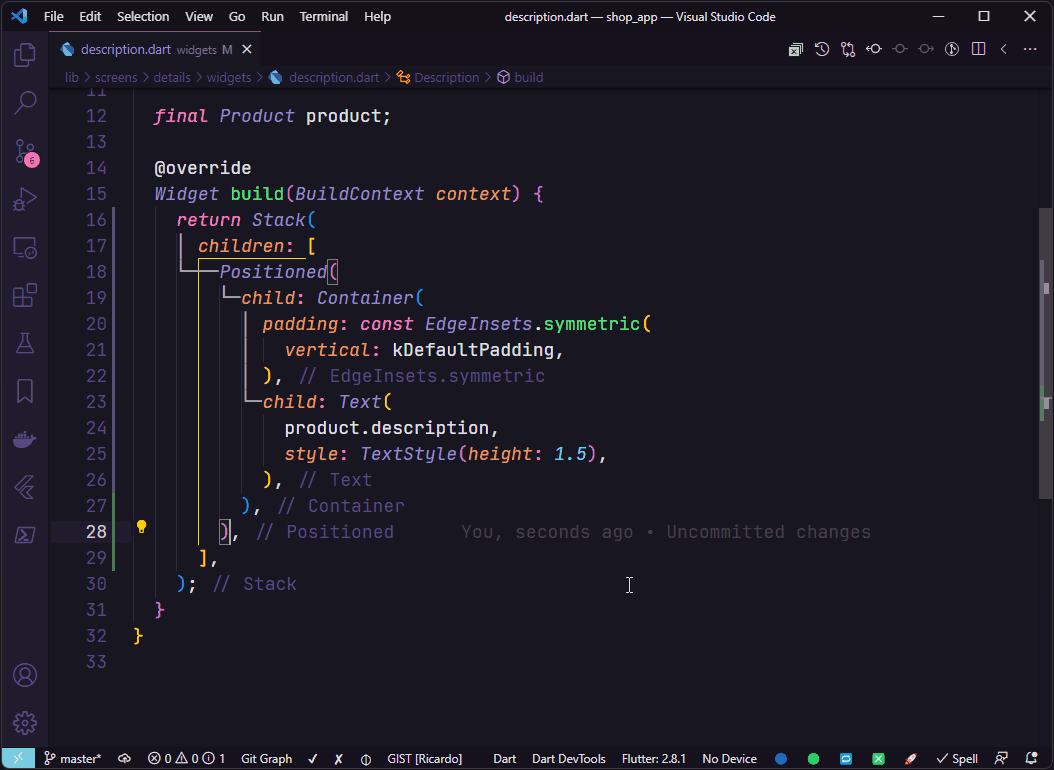 File Edit Selection View Go Run Terminal Help description.dart — shop_app — Visual Studio Code
description.dart widgets M
lib > screens > details > widgets > description.dart > Description > build
11
12 final Product product;
13
14 @override
15 Widget build(BuildContext context) {
16 return Stack(
17 children: [
18 Positioned(
19 child: Container(
20 padding: const EdgeInsets.symmetric(
21 vertical: kDefaultPadding,
22 ), // EdgeInsets.symmetric
23 child: Text(
24 product.description,
25 style: TextStyle(height: 1.5),
26 ), // Text
27 ), // Container
28 ), // Positioned You, seconds ago • Uncommitted changes
29 ],
30 ); // Stack
31 }
32 }
33
6
master* 0 0 1 Git Graph ✓ ✗ GIST [Ricardo] Dart Dart DevTools Flutter: 2.8.1 No Device Spell